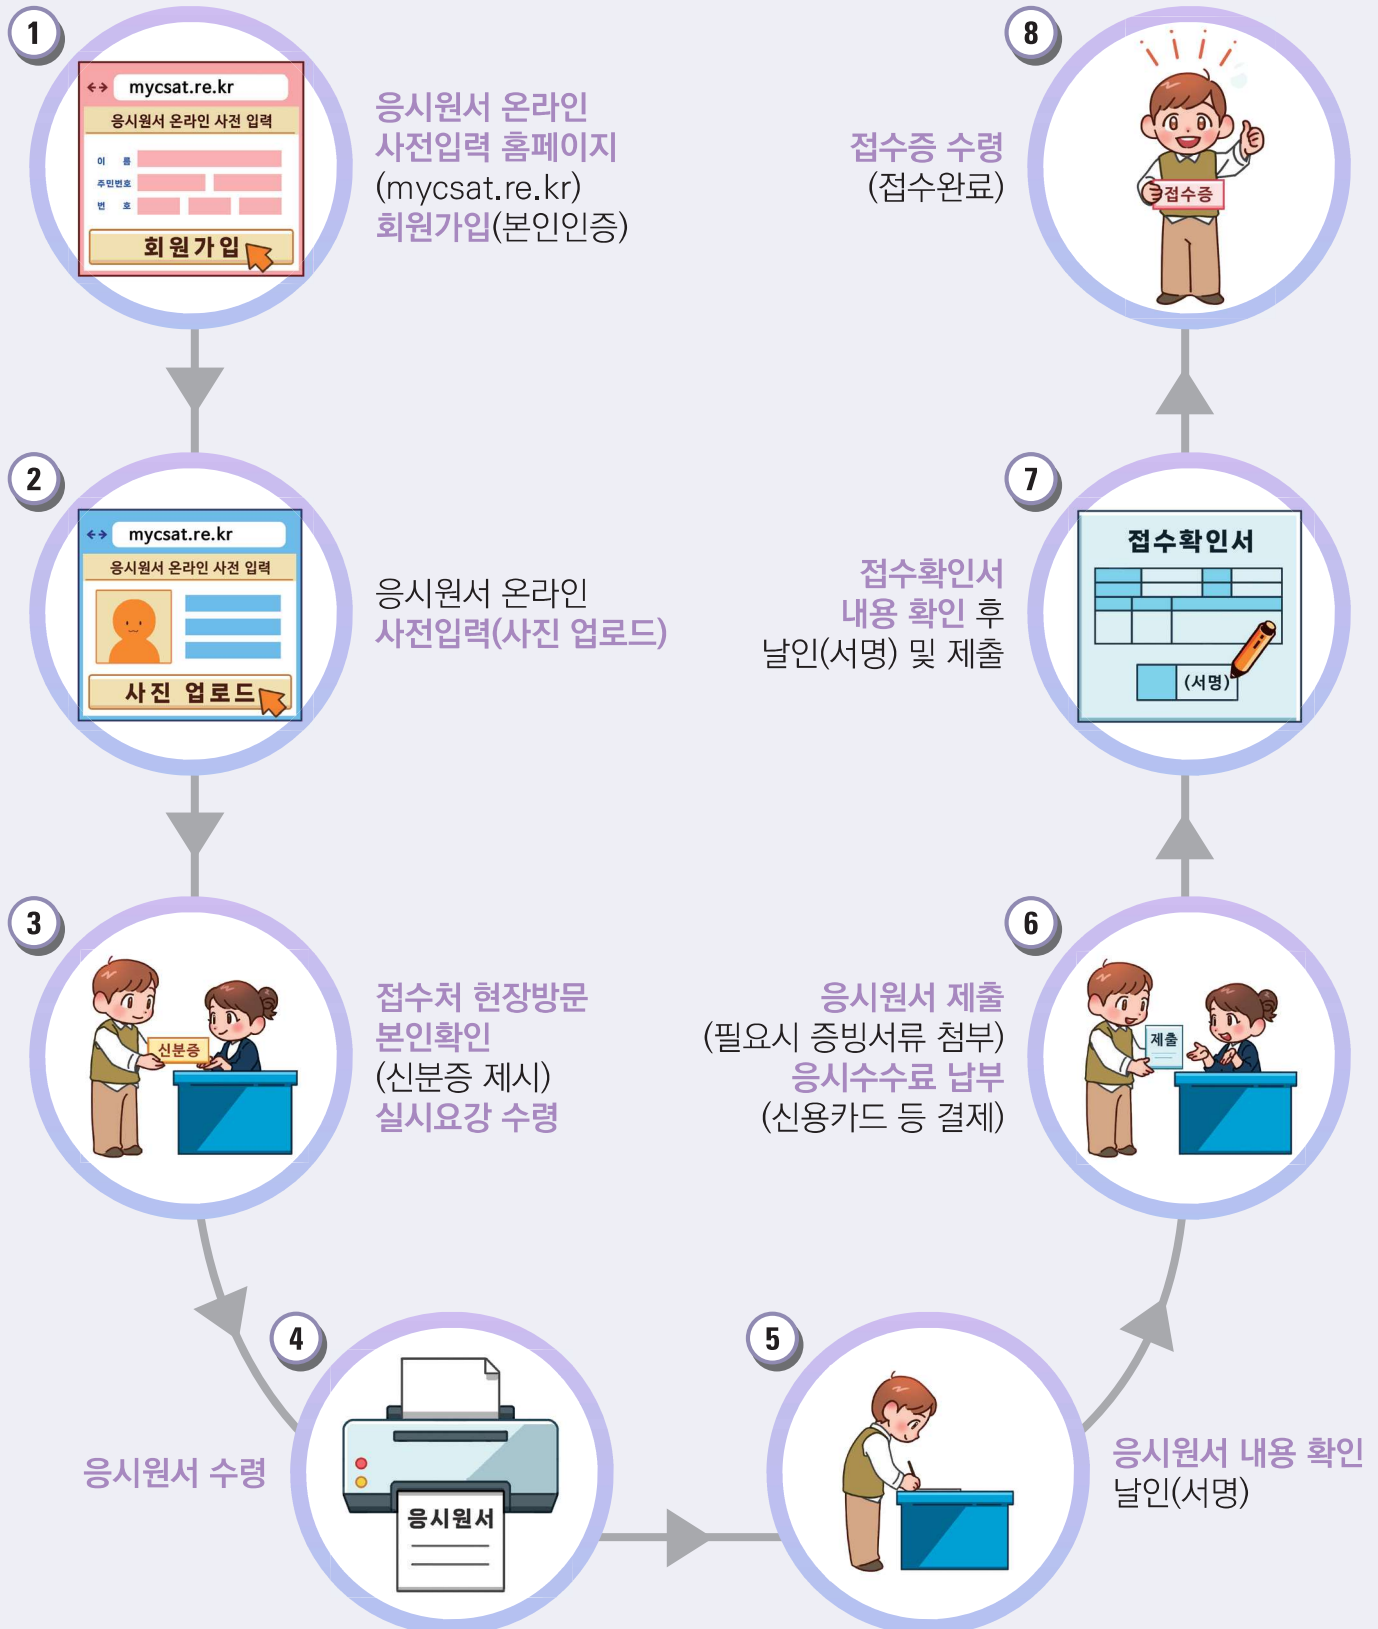 1
mycsat.re.kr
응시원서 온라인 사전 입력
이 름
주민번호
번 호
회원가입
응시원서 온라인
사전입력 홈페이지
(mycsat.re.kr)
회원가입(본인인증)
2
mycsat.re.kr
응시원서 온라인 사전 입력
사진 업로드
응시원서 온라인
사전입력(사진 업로드)
3
신분증
접수처 현장방문
본인확인
(신분증 제시)
실시요강 수령
4
응시원서
응시원서 수령
5
응시원서 내용 확인
날인(서명)
6
제출
응시원서 제출
(필요시 증빙서류 첨부)
응시수수료 납부
(신용카드 등 결제)
7
접수확인서
(서명)
접수확인서
내용 확인 후
날인(서명) 및 제출
8
접수증
접수증 수령
(접수완료)